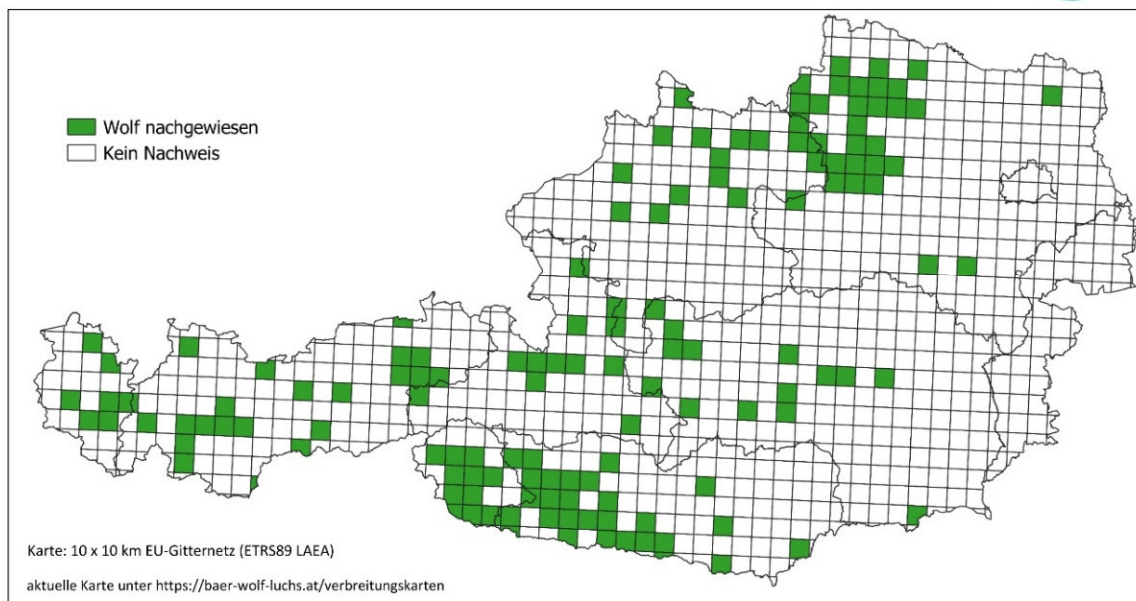 Wolf nachgewiesen
Kein Nachweis
Karte: 10 x 10 km EU-Gitternetz (ETRS89 LAEA)
aktuelle Karte unter https://baer-wolf-luchs.at/verbreitungskarten